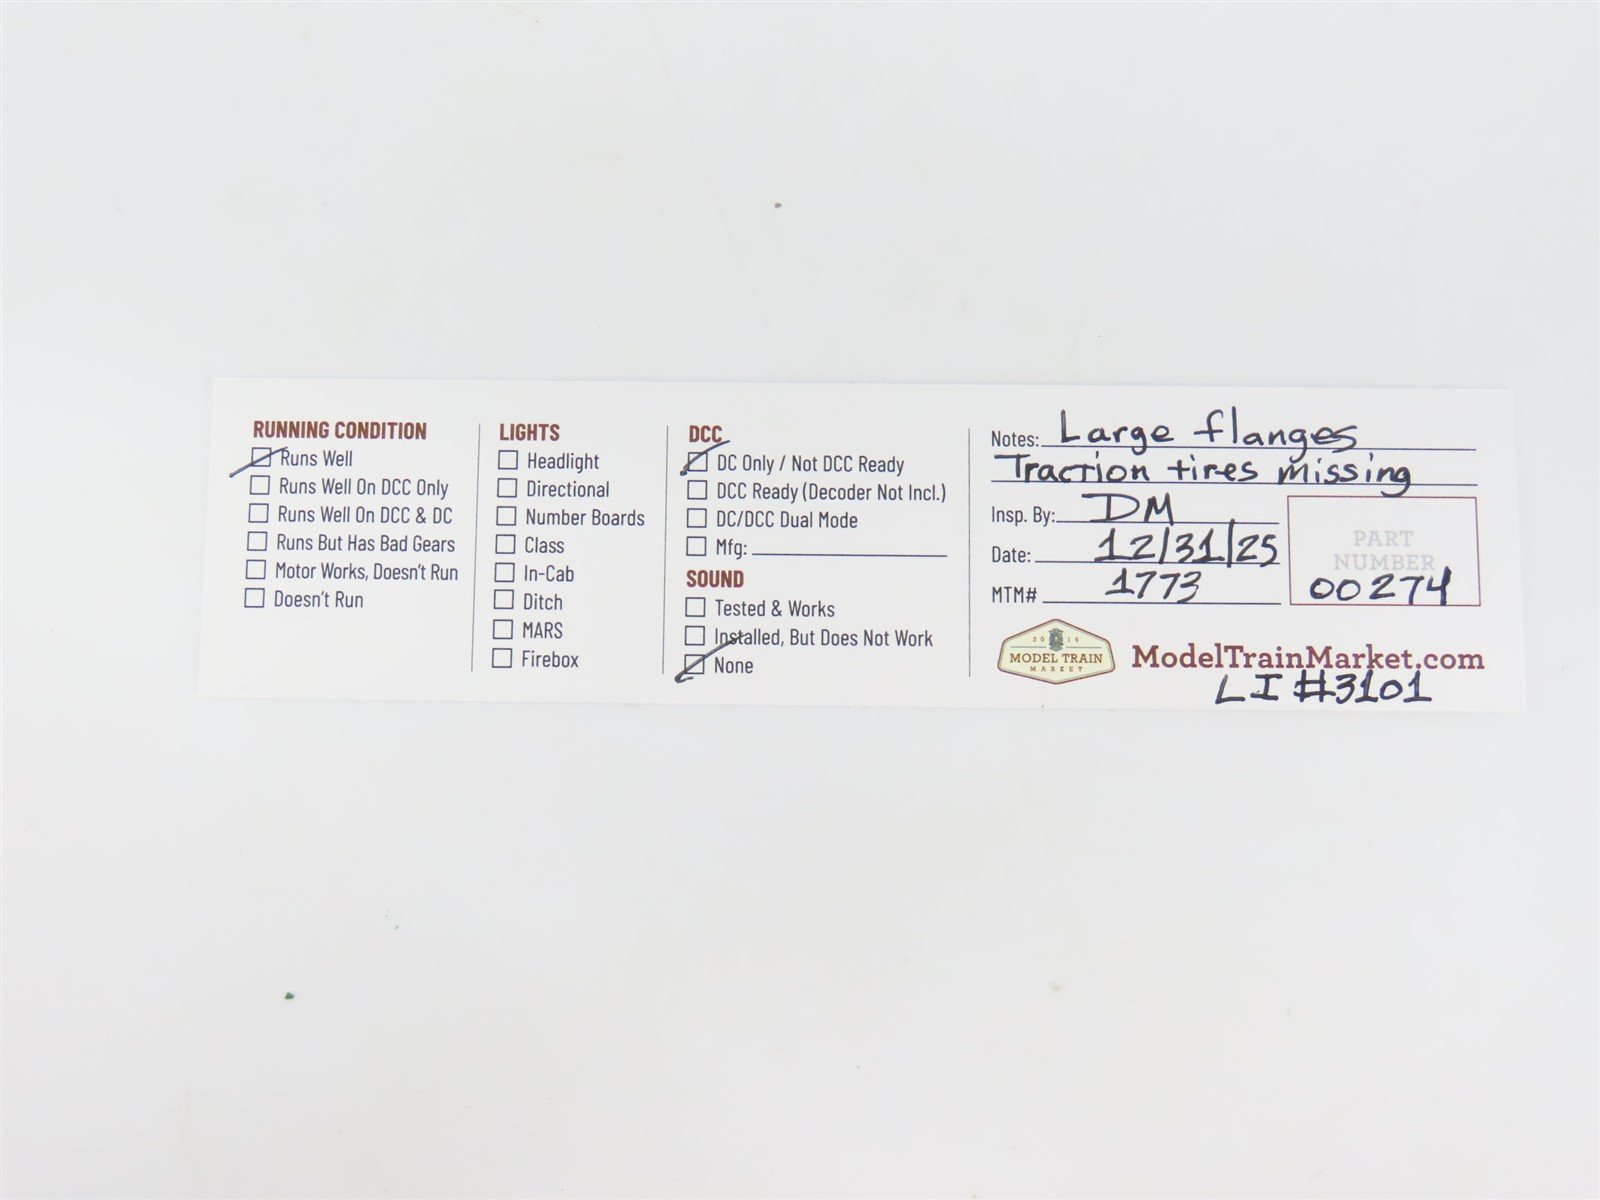 RUNNING CONDITION
Runs Well
Runs Well On DCC Only
Runs Well On DCC & DC
Runs But Has Bad Gears
Motor Works, Doesn't Run
Doesn't Run
LIGHTS
Headlight
Directional
Number Boards
Class
In-Cab
Ditch
MARS
Firebox
DCC
DC Only / Not DCC Ready
DCC Ready (Decoder Not Incl.)
DC/DCC Dual Mode
Mfg:
SOUND
Tested & Works
Installed, But Does Not Work
None
Notes: Large flanges
Traction tires missing
Insp. By: DM
Date: 12/31/25
MTM# 1773
PART
NUMBER
00274
2015
MODEL TRAIN
MARKET
ModelTrainMarket.com
LI #3101